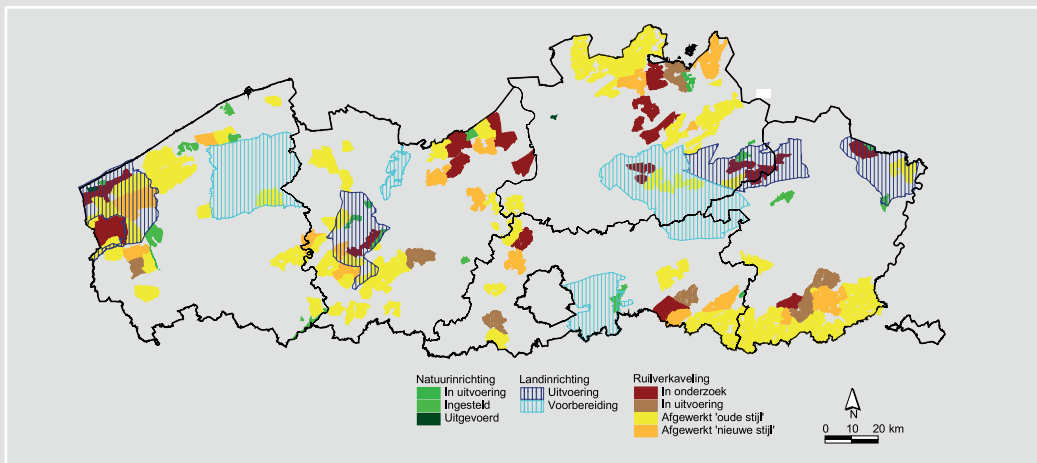 Natuurinrichting
In uitvoering
Ingesteld
Uitgevoerd
Landinrichting
Uitvoering
Voorbereiding
Ruilverkaveling
In onderzoek
In uitvoering
Afgewerkt 'oude stijl'
Afgewerkt 'nieuwe stijl'
N
0 10 20 km